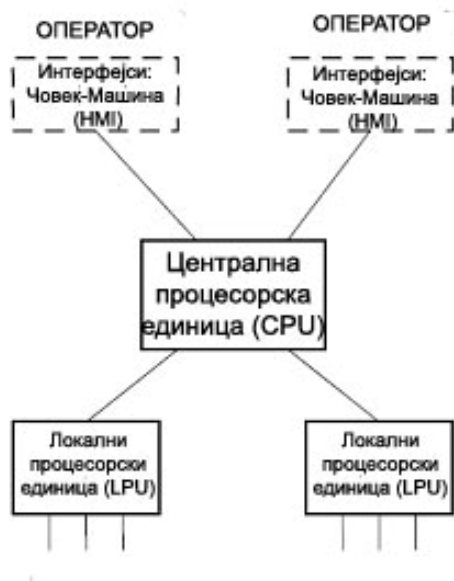 ОПЕРАТОР
Интерфејси:
Човек-Машина
(HMI)
ОПЕРАТОР
Интерфејси:
Човек-Машина
(HMI)
Централна
процесорска
единица (CPU)
Локални
процесорски
единица (LPU)
Локални
процесорски
единица (LPU)